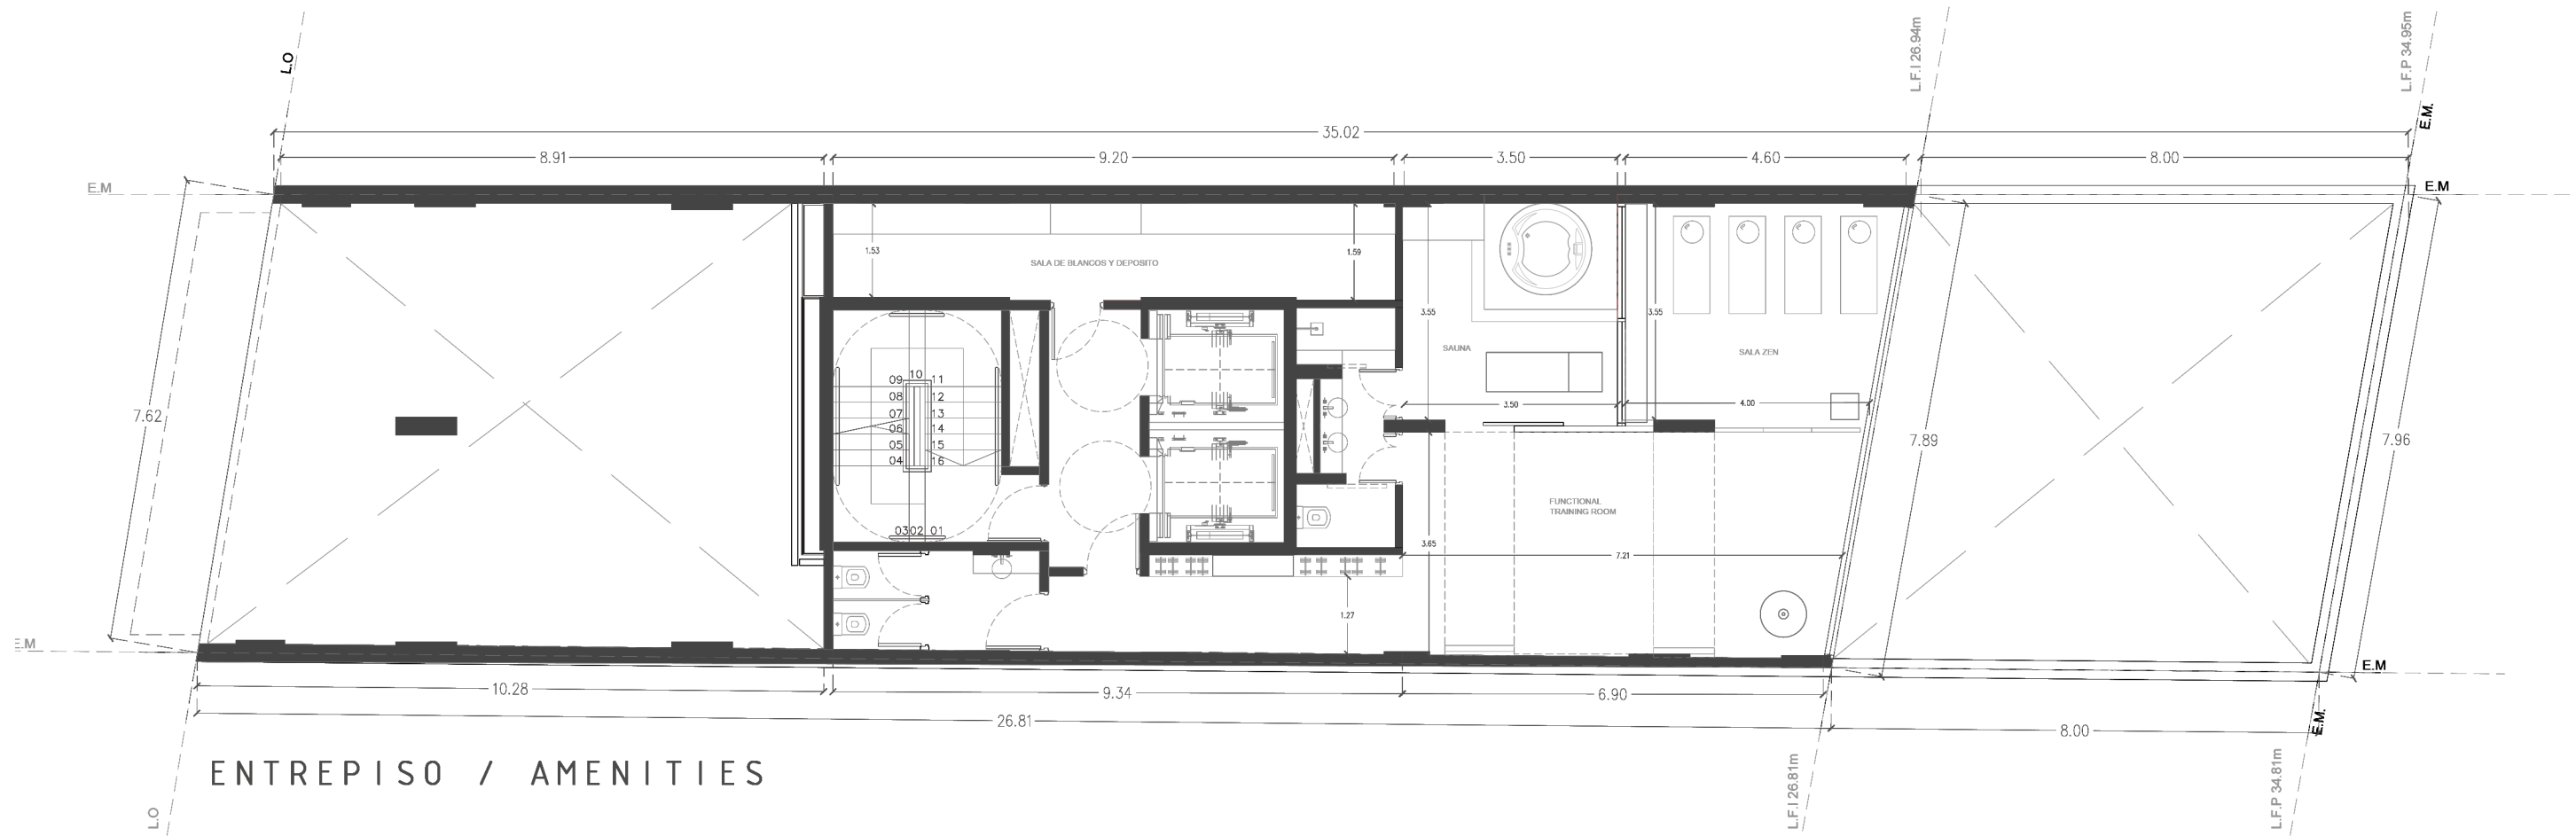 L.O
L.F.I 26.94m
L.F.P 34.95m
E.M.
35.02
8.91
9.20
3.50
4.60
8.00
E.M
E.M
1.53
SALA DE BLANCOS Y DEPOSITO
1.59
3.55
SAUNA
3.55
SALA ZEN
09
10
11
08
12
07
13
06
14
05
15
04
16
03
02
01
3.50
4.00
7.62
7.89
7.96
FUNCTIONAL
TRAINING ROOM
3.65
7.21
1.27
E.M
E.M
10.28
9.34
6.90
26.81
8.00
E.M.
ENTREPISO / AMENITIES
L.O
L.F.I 26.81m
L.F.P 34.81m